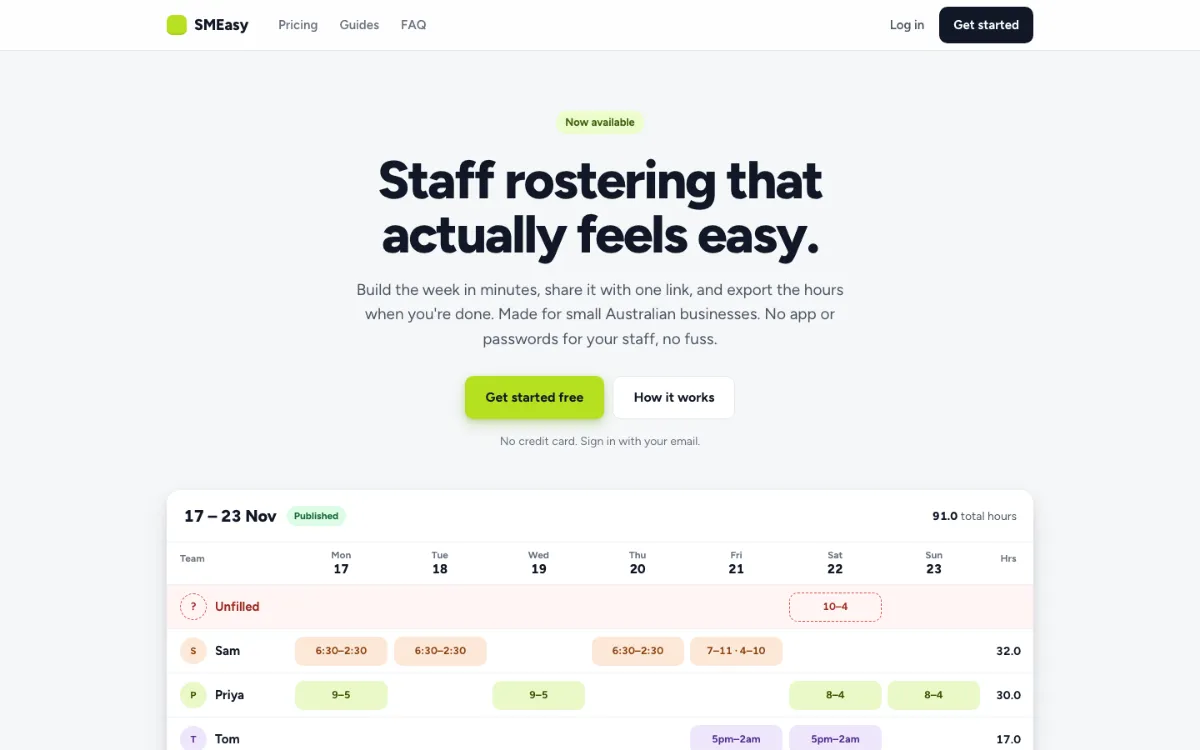 SMEasy Pricing Guides FAQ Log in Get started
Now available
Staff rostering that
actually feels easy.
Build the week in minutes, share it with one link, and export the hours
when you're done. Made for small Australian businesses. No app or
passwords for your staff, no fuss.
Get started free How it works
No credit card. Sign in with your email.
17 – 23 Nov Published 91.0 total hours
Team Mon Tue Wed Thu Fri Sat Sun Hrs
17 18 19 20 21 22 23
? Unfilled 10–4
S Sam 6:30–2:30 6:30–2:30 6:30–2:30 7–11 · 4–10 32.0
P Priya 9–5 9–5 8–4 8–4 30.0
T Tom 5pm–2am 5pm–2am 17.0